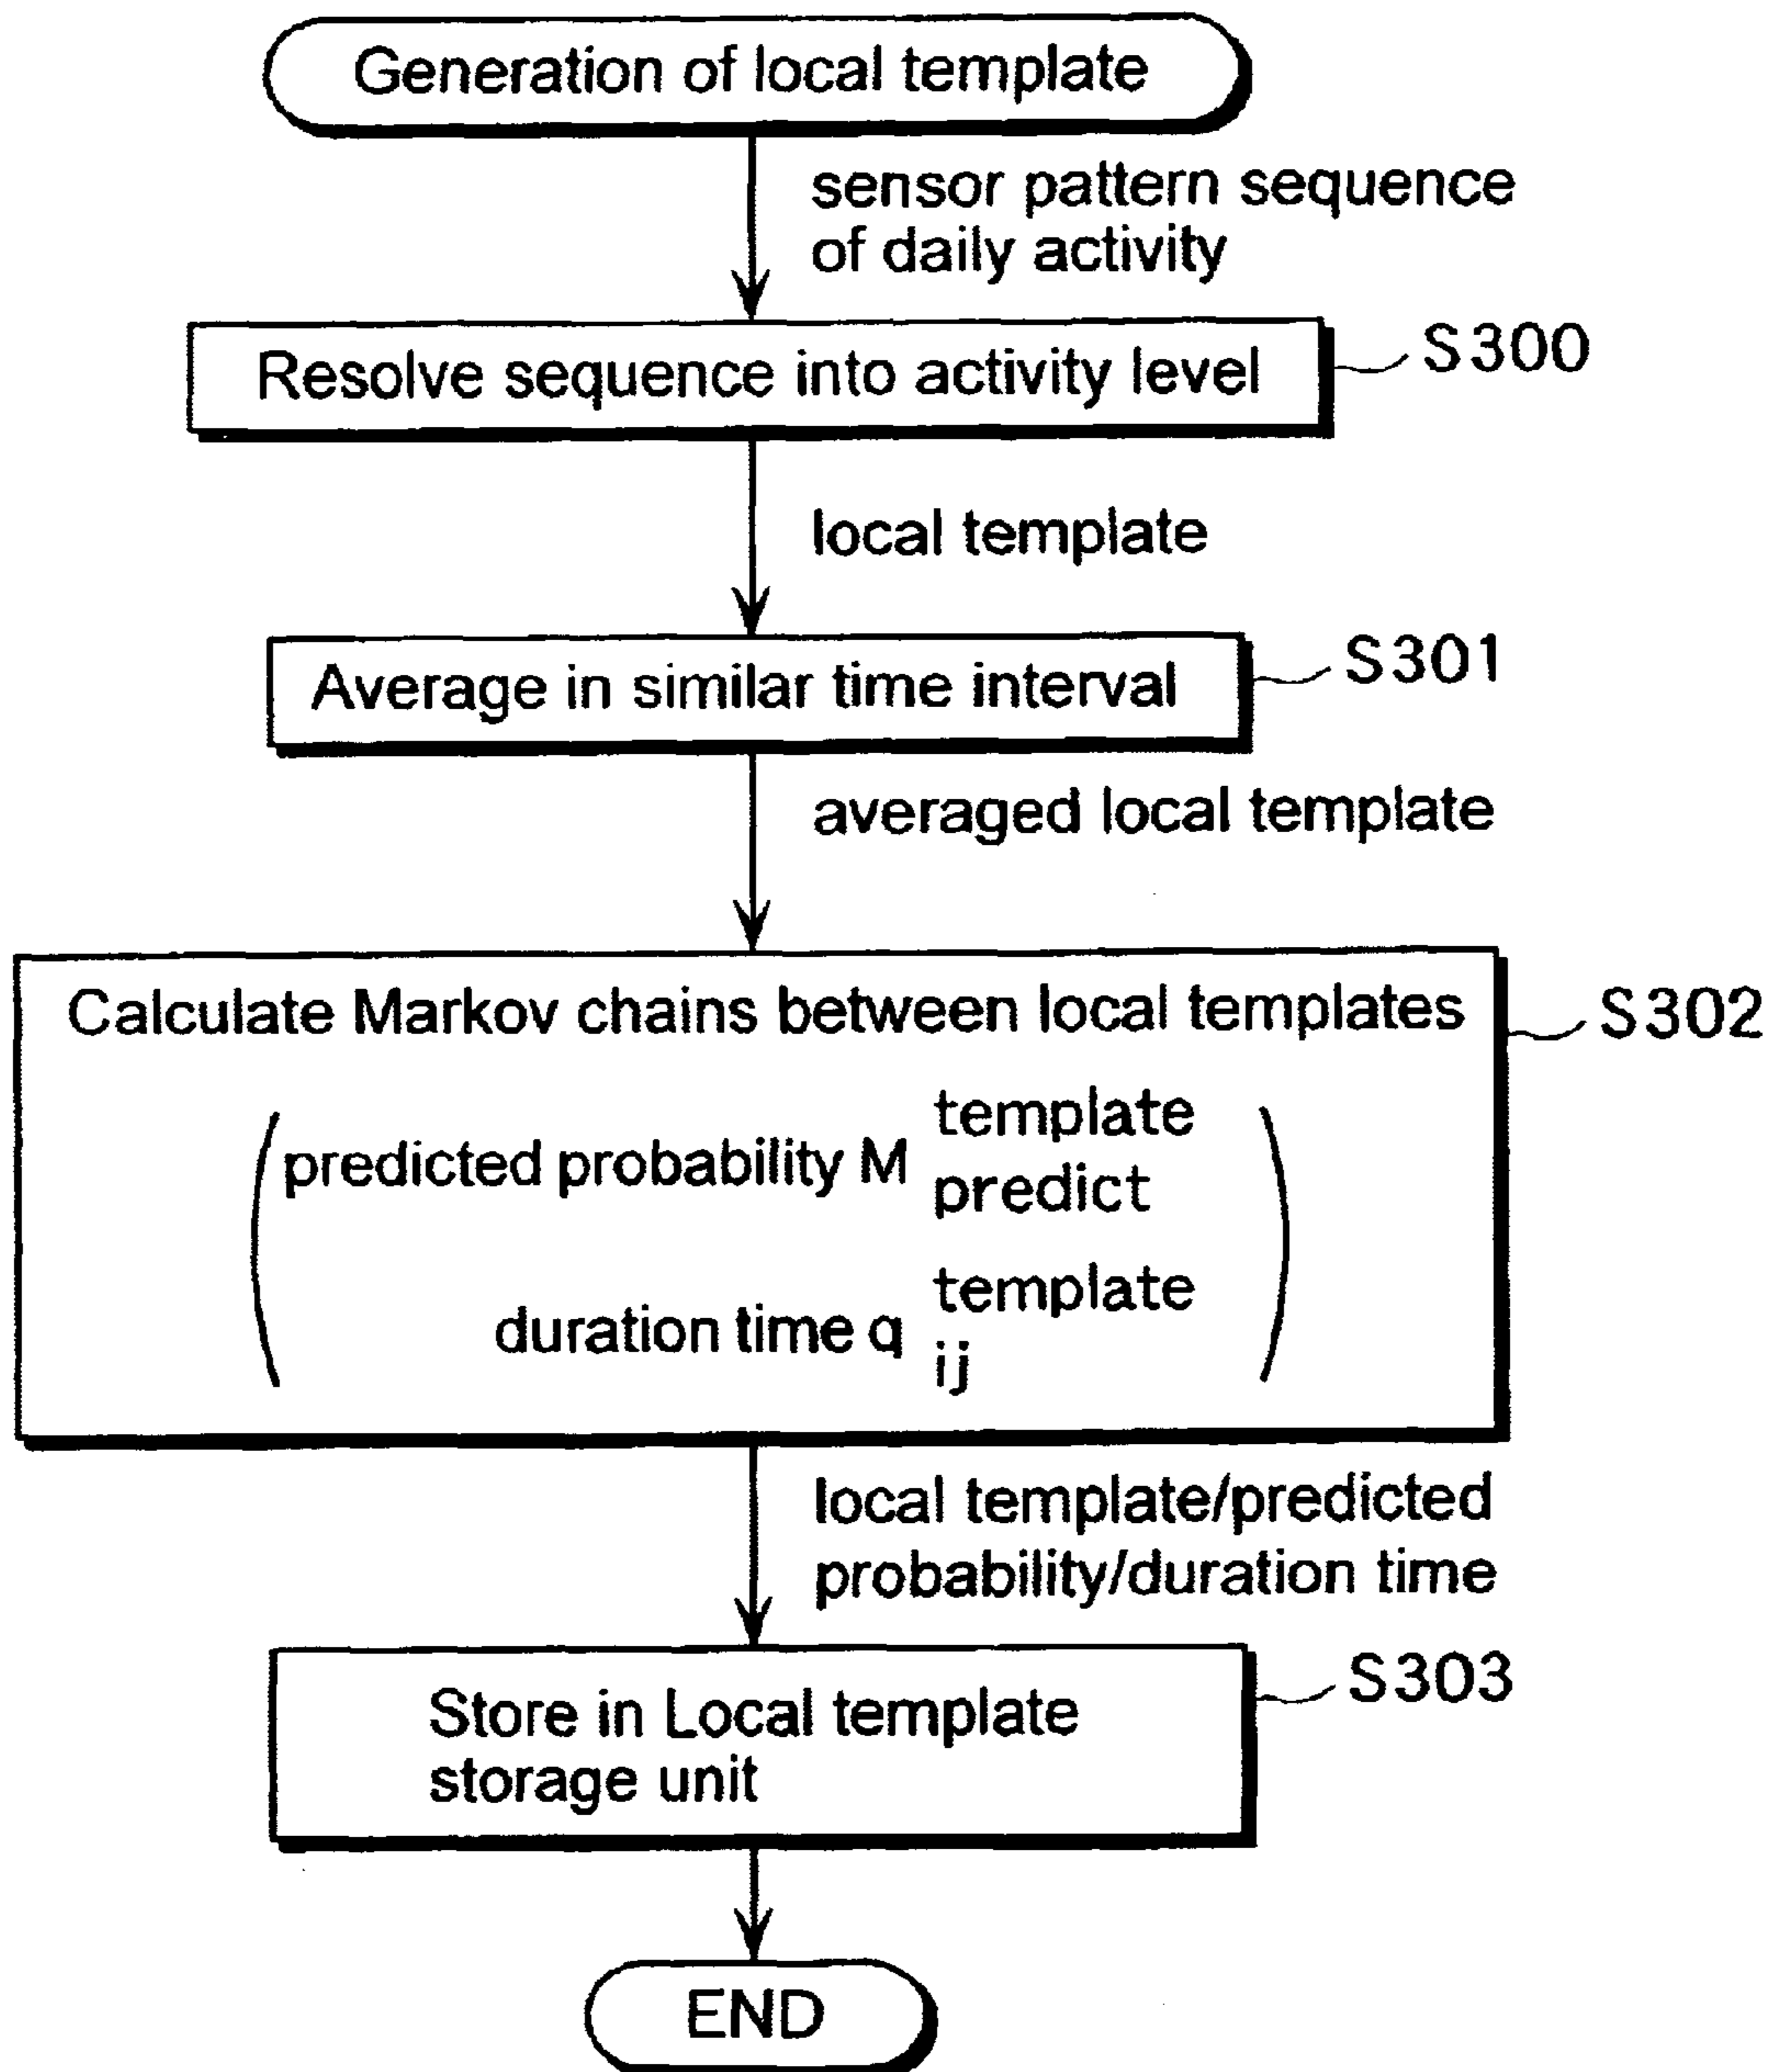 Generation of local template
sensor pattern sequence
of daily activity
Resolve sequence into activity level
S300
local template
Average in similar time interval
S301
averaged local template
Calculate Markov chains between local templates
S302
predicted probability M template predict
duration time q template ij
local template/predicted
probability/duration time
Store in Local template
storage unit
S303
END